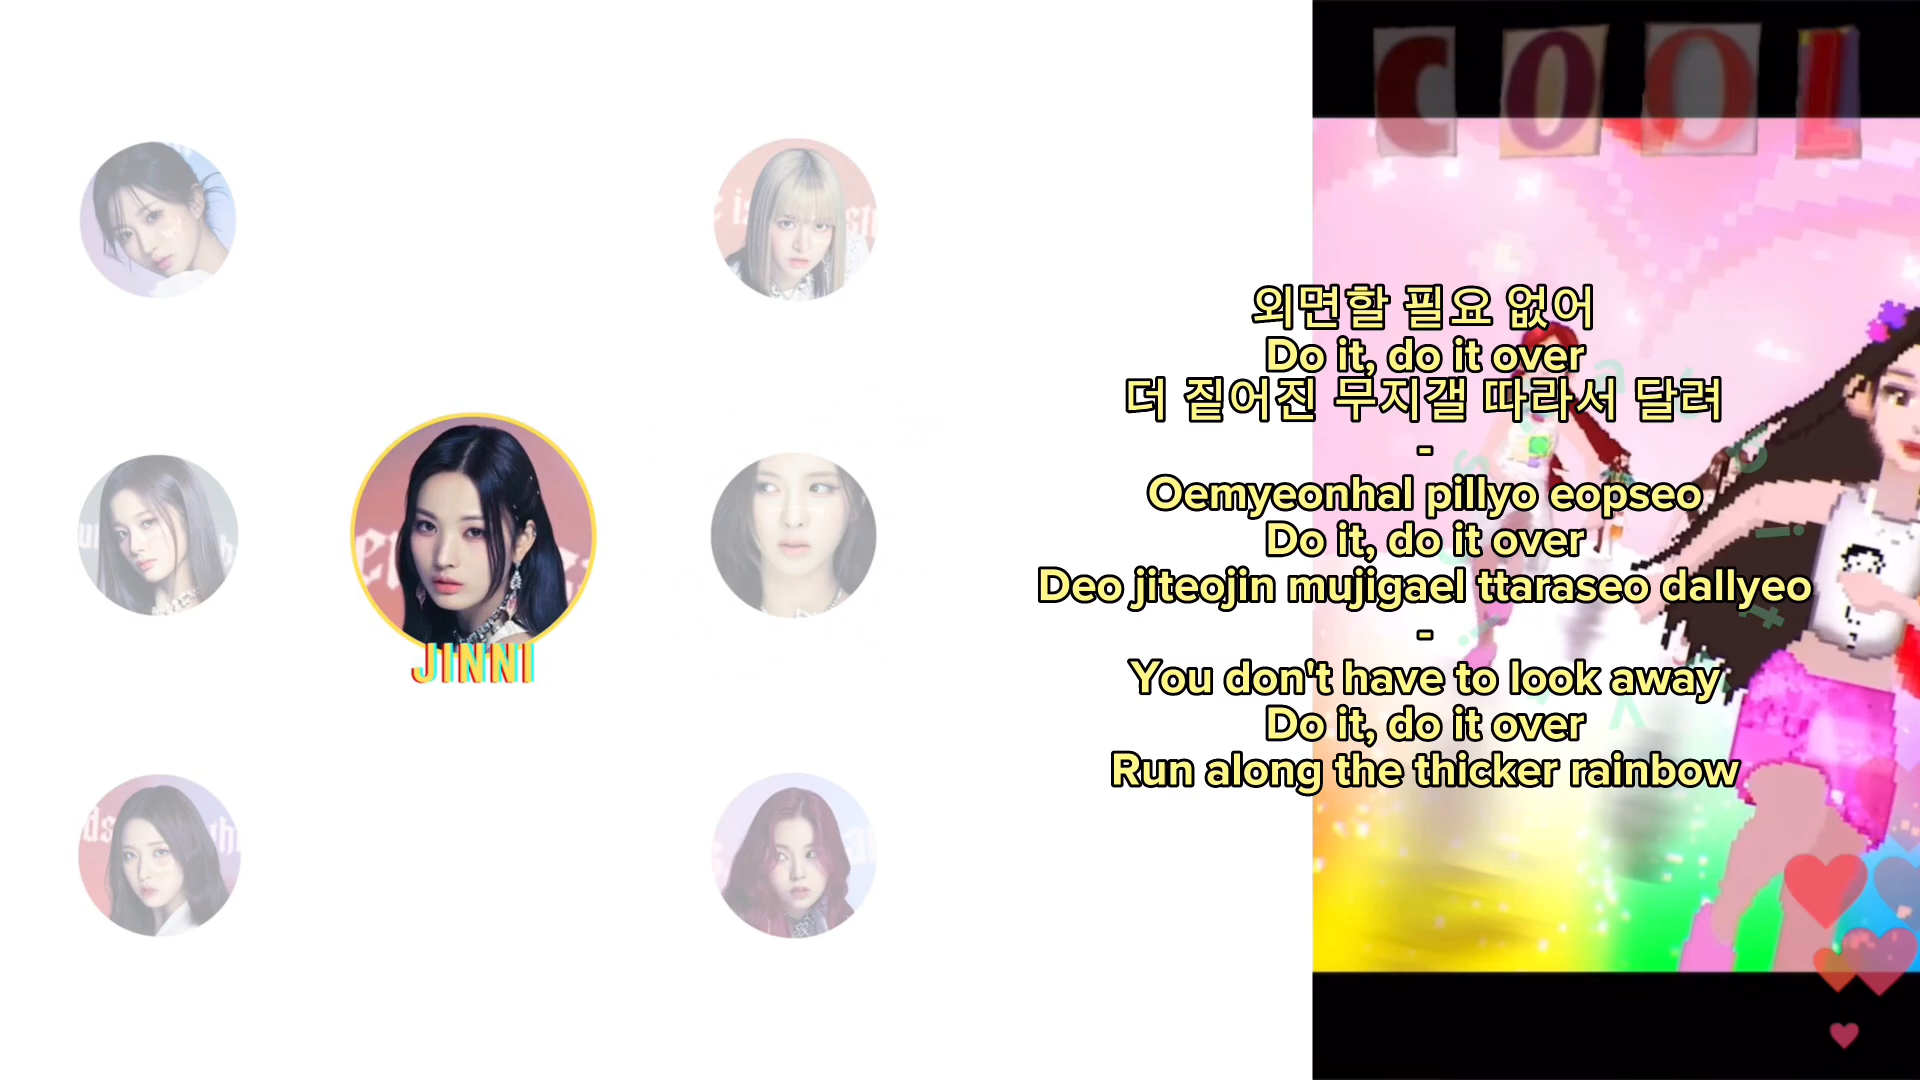 COOL
JINNI
외면할 필요 없어
Do it, do it over
더 짙어진 무지갤 따라서 달려
-
Oemyeonhal pillyo eopseo
Do it, do it over
Deo jiteojin mujigael ttaraseo dallyeo
-
You don't have to look away
Do it, do it over
Run along the thicker rainbow